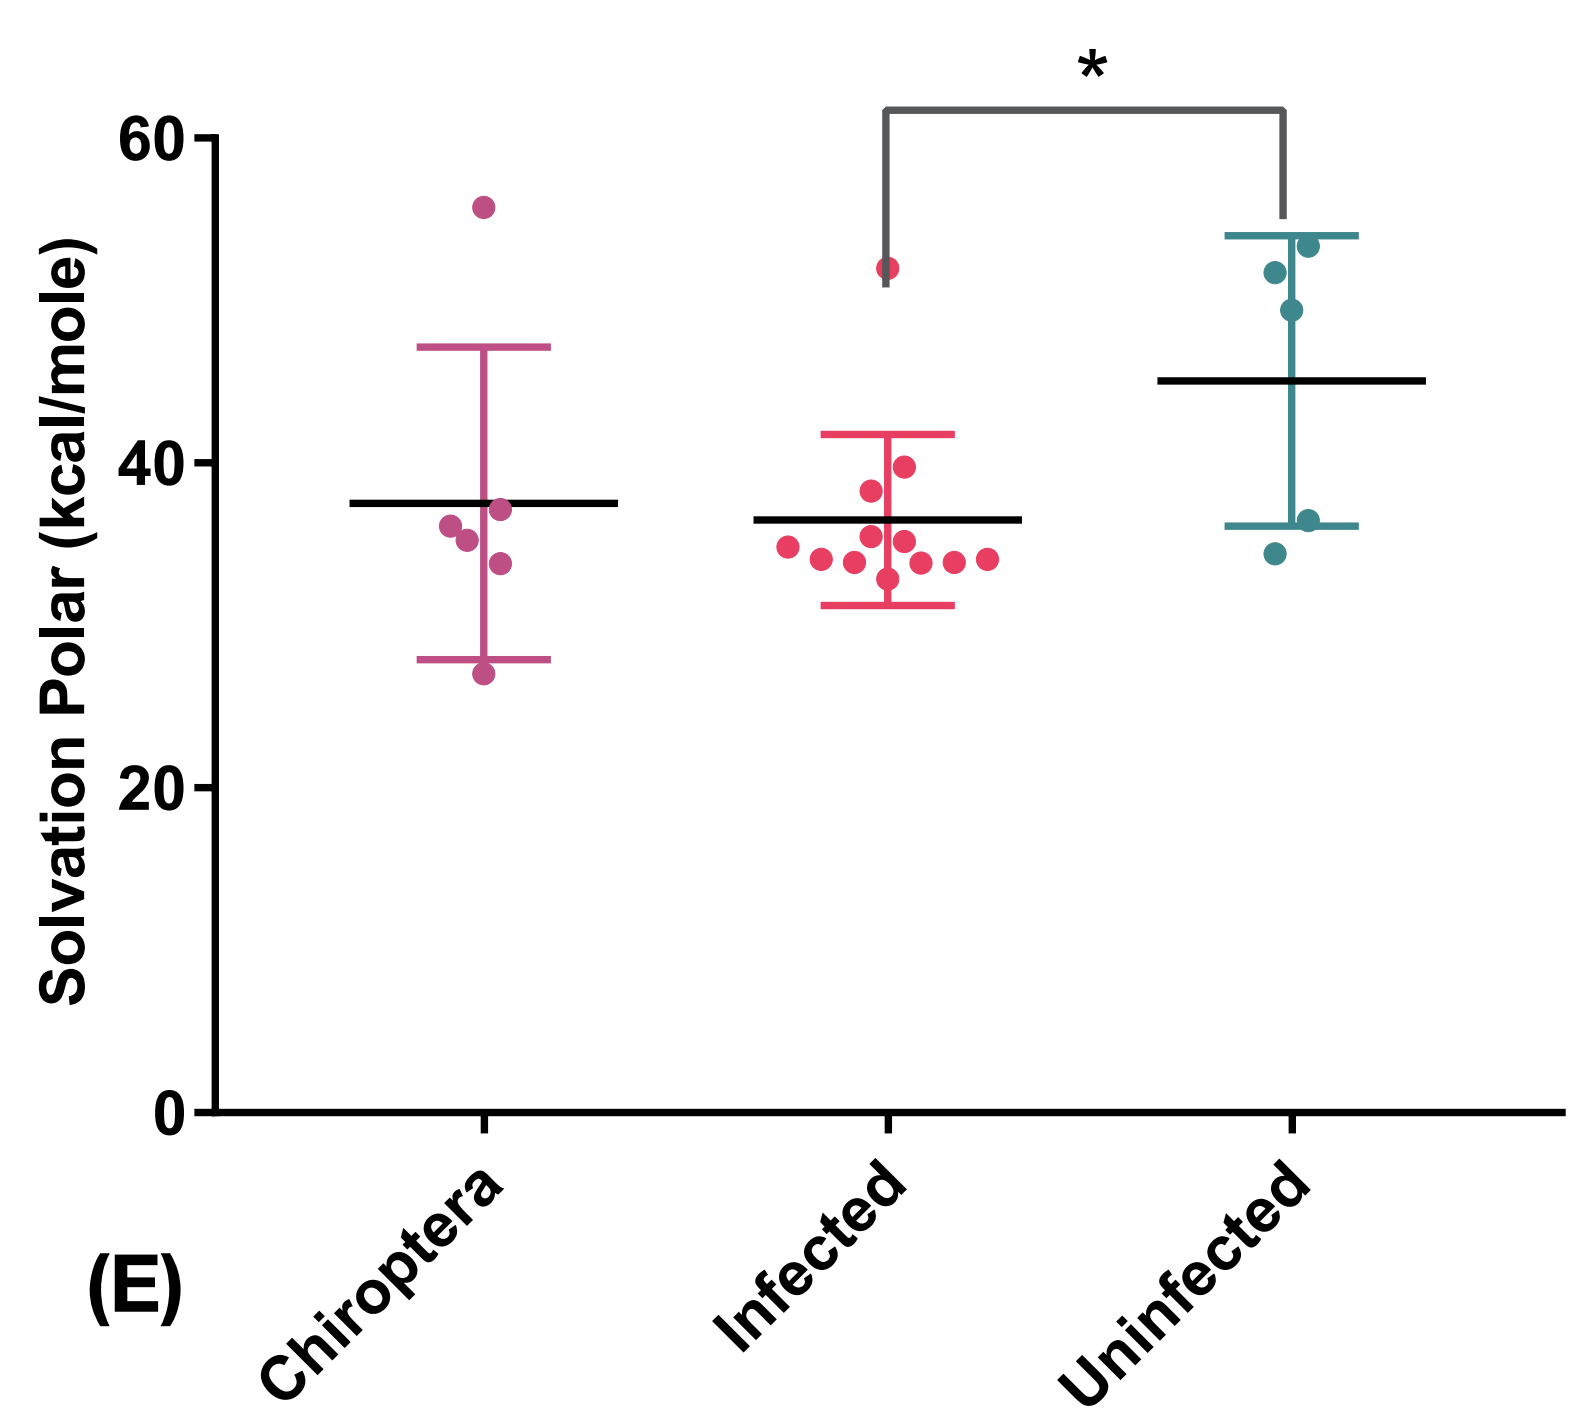 *
60
40
20
0
Solvation Polar (kcal/mole)
Chiroptera
Infected
Uninfected
(E)